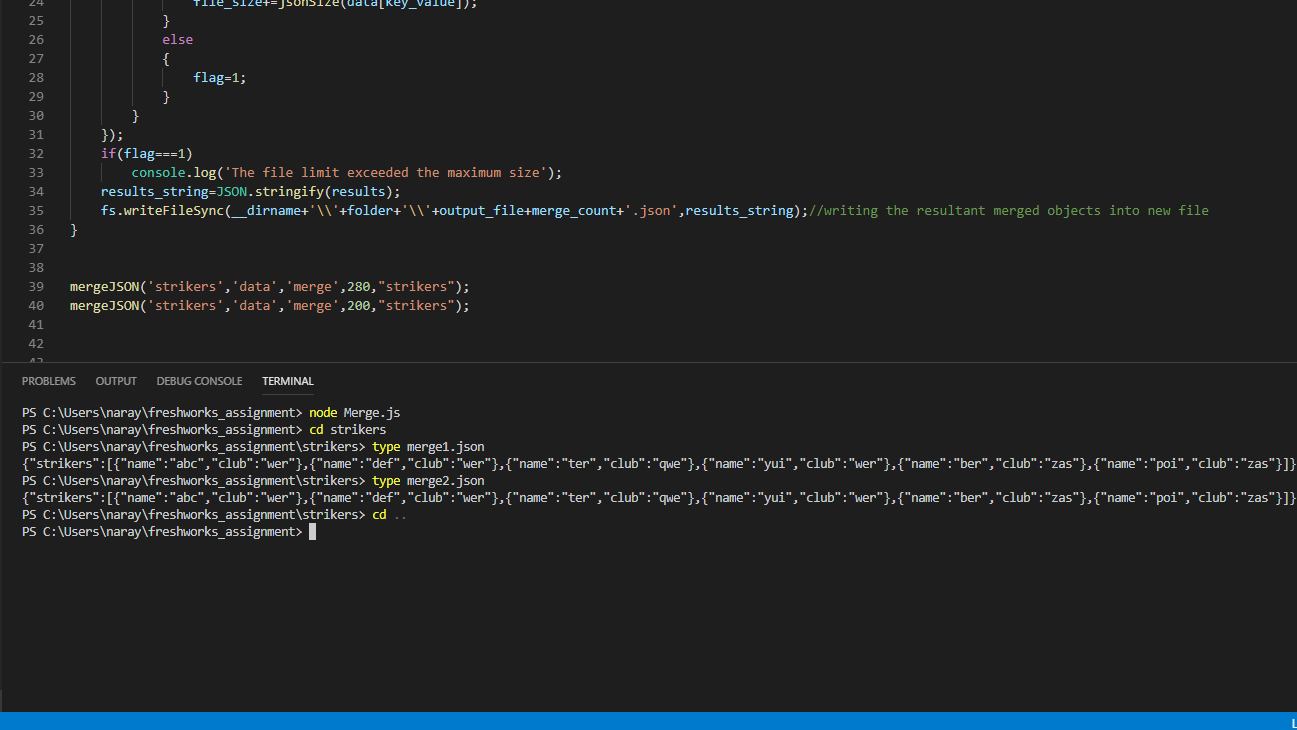 24 file_size+=jsonSize(data[key_value]);
25 }
26 else
27 {
28 flag=1;
29 }
30 }
31 });
32 if(flag===1)
33 console.log('The file limit exceeded the maximum size');
34 results_string=JSON.stringify(results);
35 fs.writeFileSync(__dirname+'\\'+folder+'\\'+output_file+merge_count+'.json',results_string);//writing the resultant merged objects into new file
36 }
37
38
39 mergeJSON('strikers','data','merge',280,"strikers");
40 mergeJSON('strikers','data','merge',200,"strikers");
41
42
43
PROBLEMS OUTPUT DEBUG CONSOLE TERMINAL
PS C:\Users\naray\freshworks_assignment> node Merge.js
PS C:\Users\naray\freshworks_assignment> cd strikers
PS C:\Users\naray\freshworks_assignment\strikers> type merge1.json
{"strikers":[{"name":"abc","club":"wer"},{"name":"def","club":"wer"},{"name":"ter","club":"qwe"},{"name":"yui","club":"wer"},{"name":"ber","club":"zas"},{"name":"poi","club":"zas"}]}
PS C:\Users\naray\freshworks_assignment\strikers> type merge2.json
{"strikers":[{"name":"abc","club":"wer"},{"name":"def","club":"wer"},{"name":"ter","club":"qwe"},{"name":"yui","club":"wer"},{"name":"ber","club":"zas"},{"name":"poi","club":"zas"}]}
PS C:\Users\naray\freshworks_assignment\strikers> cd ..
PS C:\Users\naray\freshworks_assignment>
L